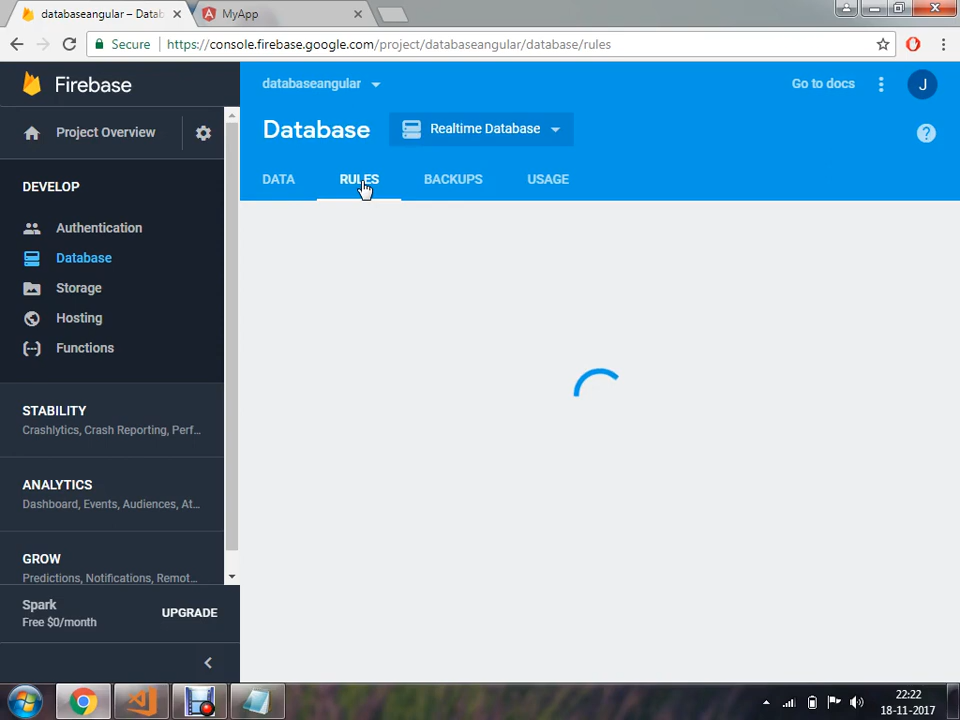 databaseangular – Datab
MyApp
Secure
https://console.firebase.google.com/project/databaseangular/database/rules
Firebase
databaseangular
Go to docs
J
Project Overview
Database
Realtime Database
?
DATA
RULES
BACKUPS
USAGE
DEVELOP
Authentication
Database
Storage
Hosting
Functions
STABILITY
Crashlytics, Crash Reporting, Perf...
ANALYTICS
Dashboard, Events, Audiences, At...
GROW
Predictions, Notifications, Remot...
Spark
Free $0/month
UPGRADE
22:22
18-11-2017